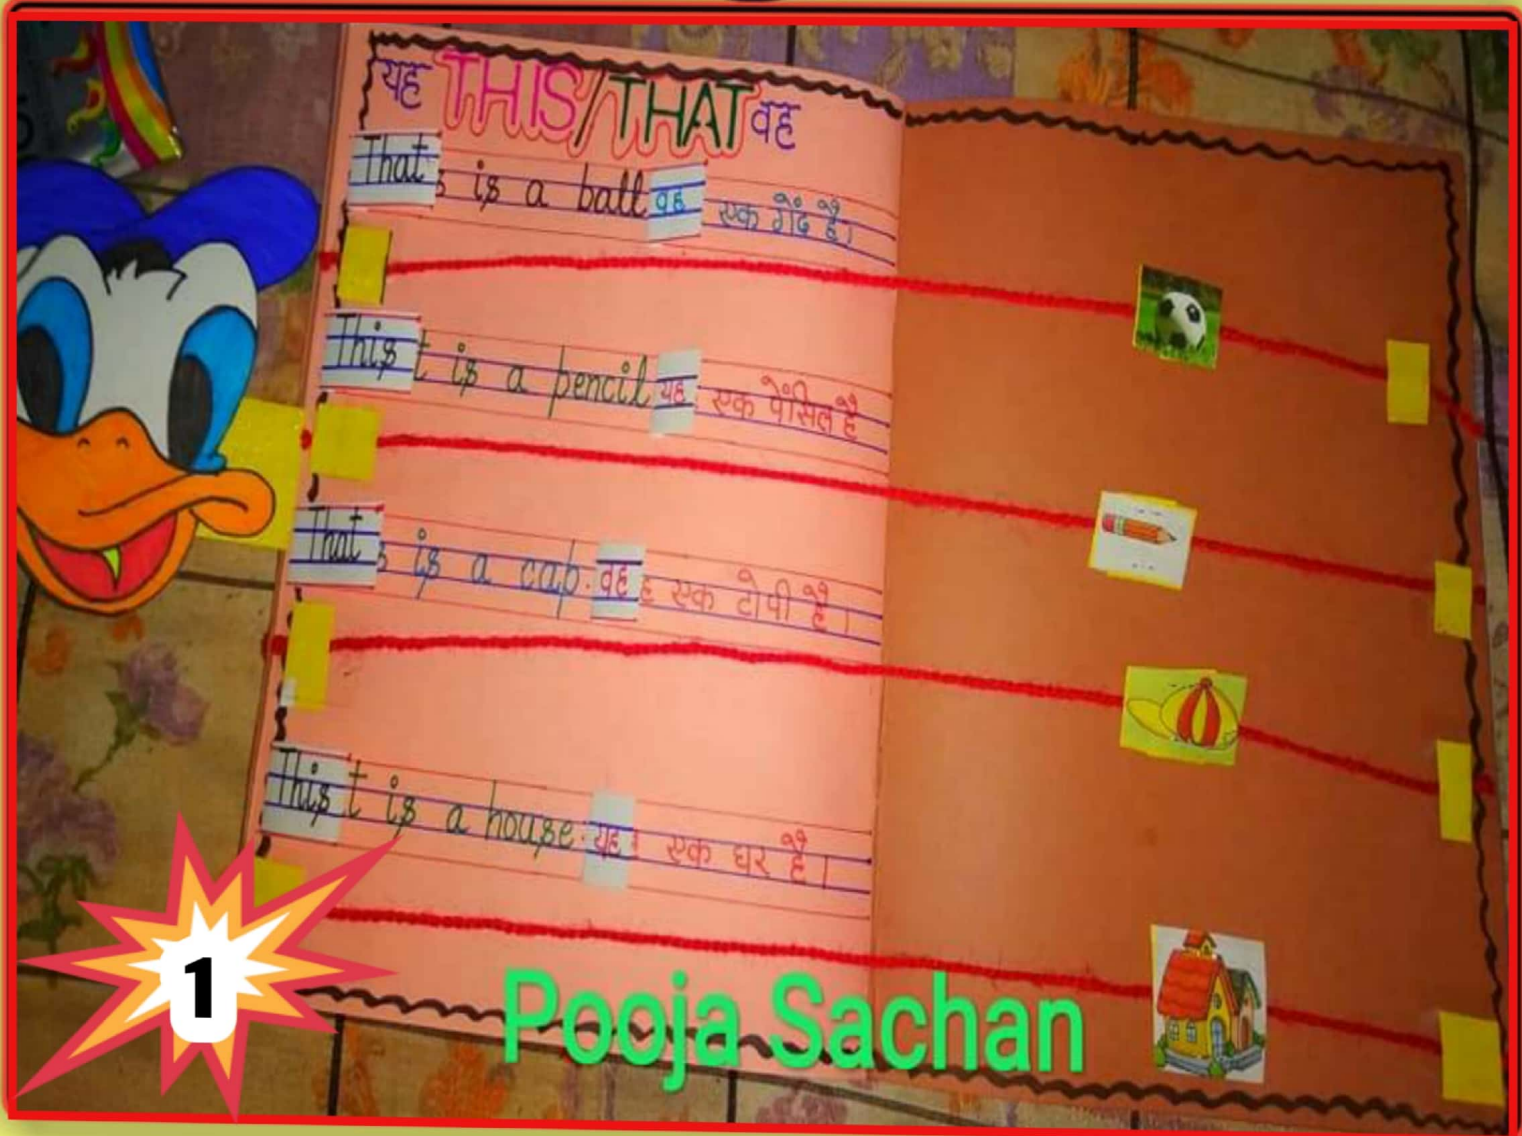 यह THIS/THAT वह
That is a ball वह एक गेंद है।
This is a pencil यह एक पेंसिल है
That is a cap. वह एक टोपी है।
This is a house. यह एक घर है।
1
Pooja Sachan